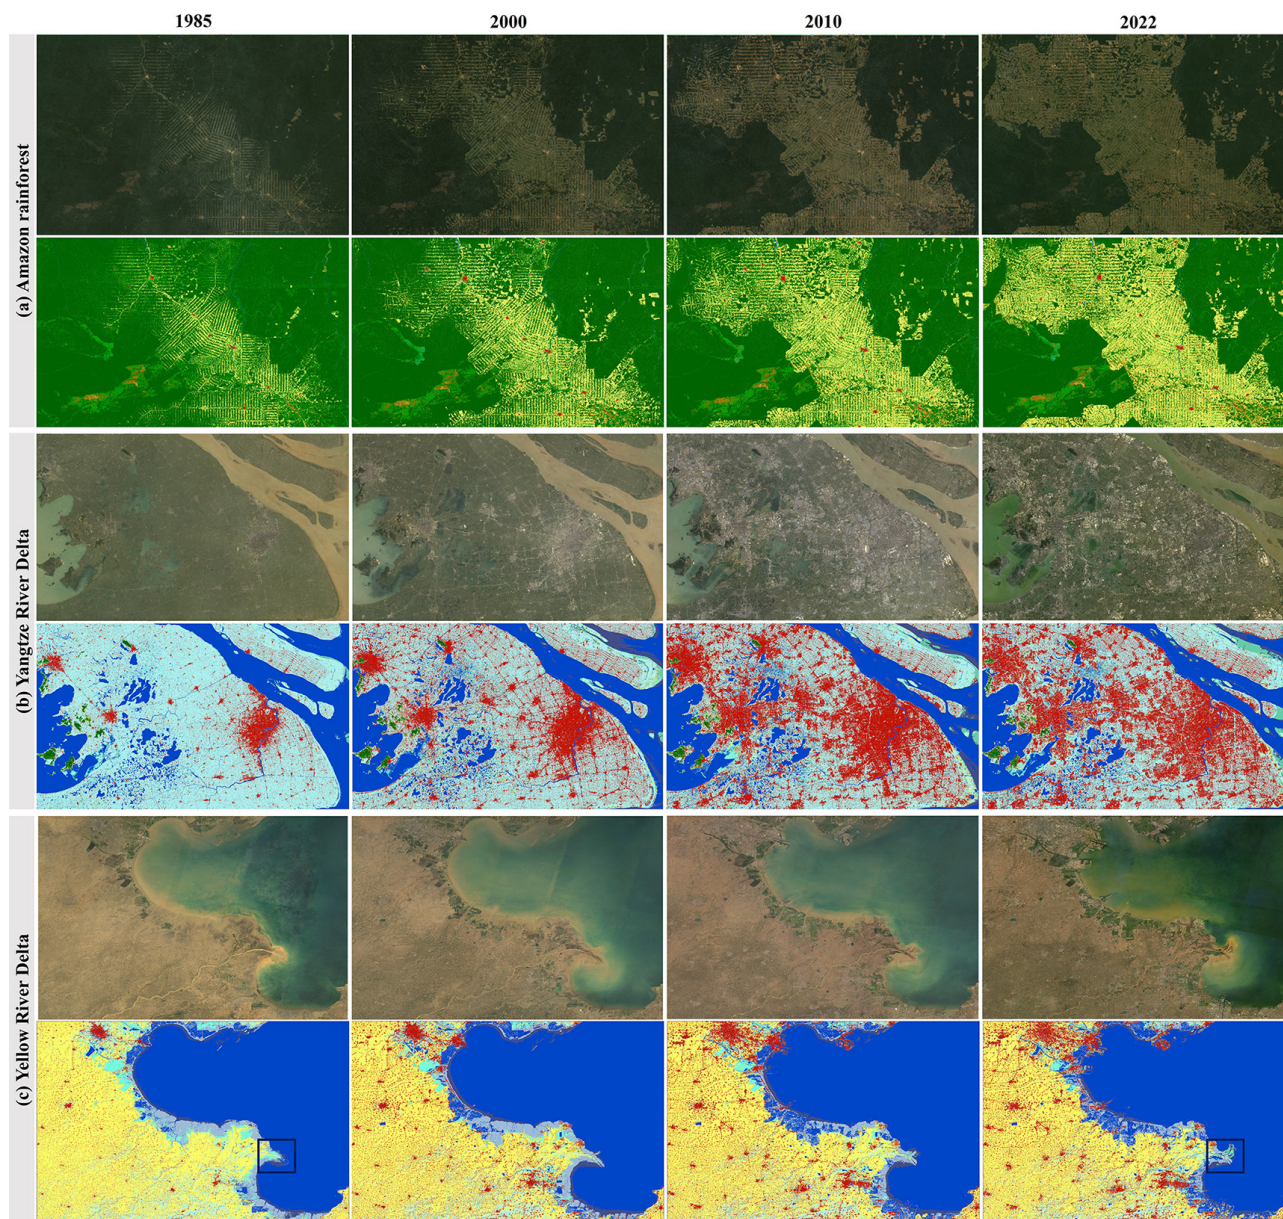 1985
2000
2010
2022
(a) Amazon rainforest
(b) Yangtze River Delta
(c) Yellow River Delta